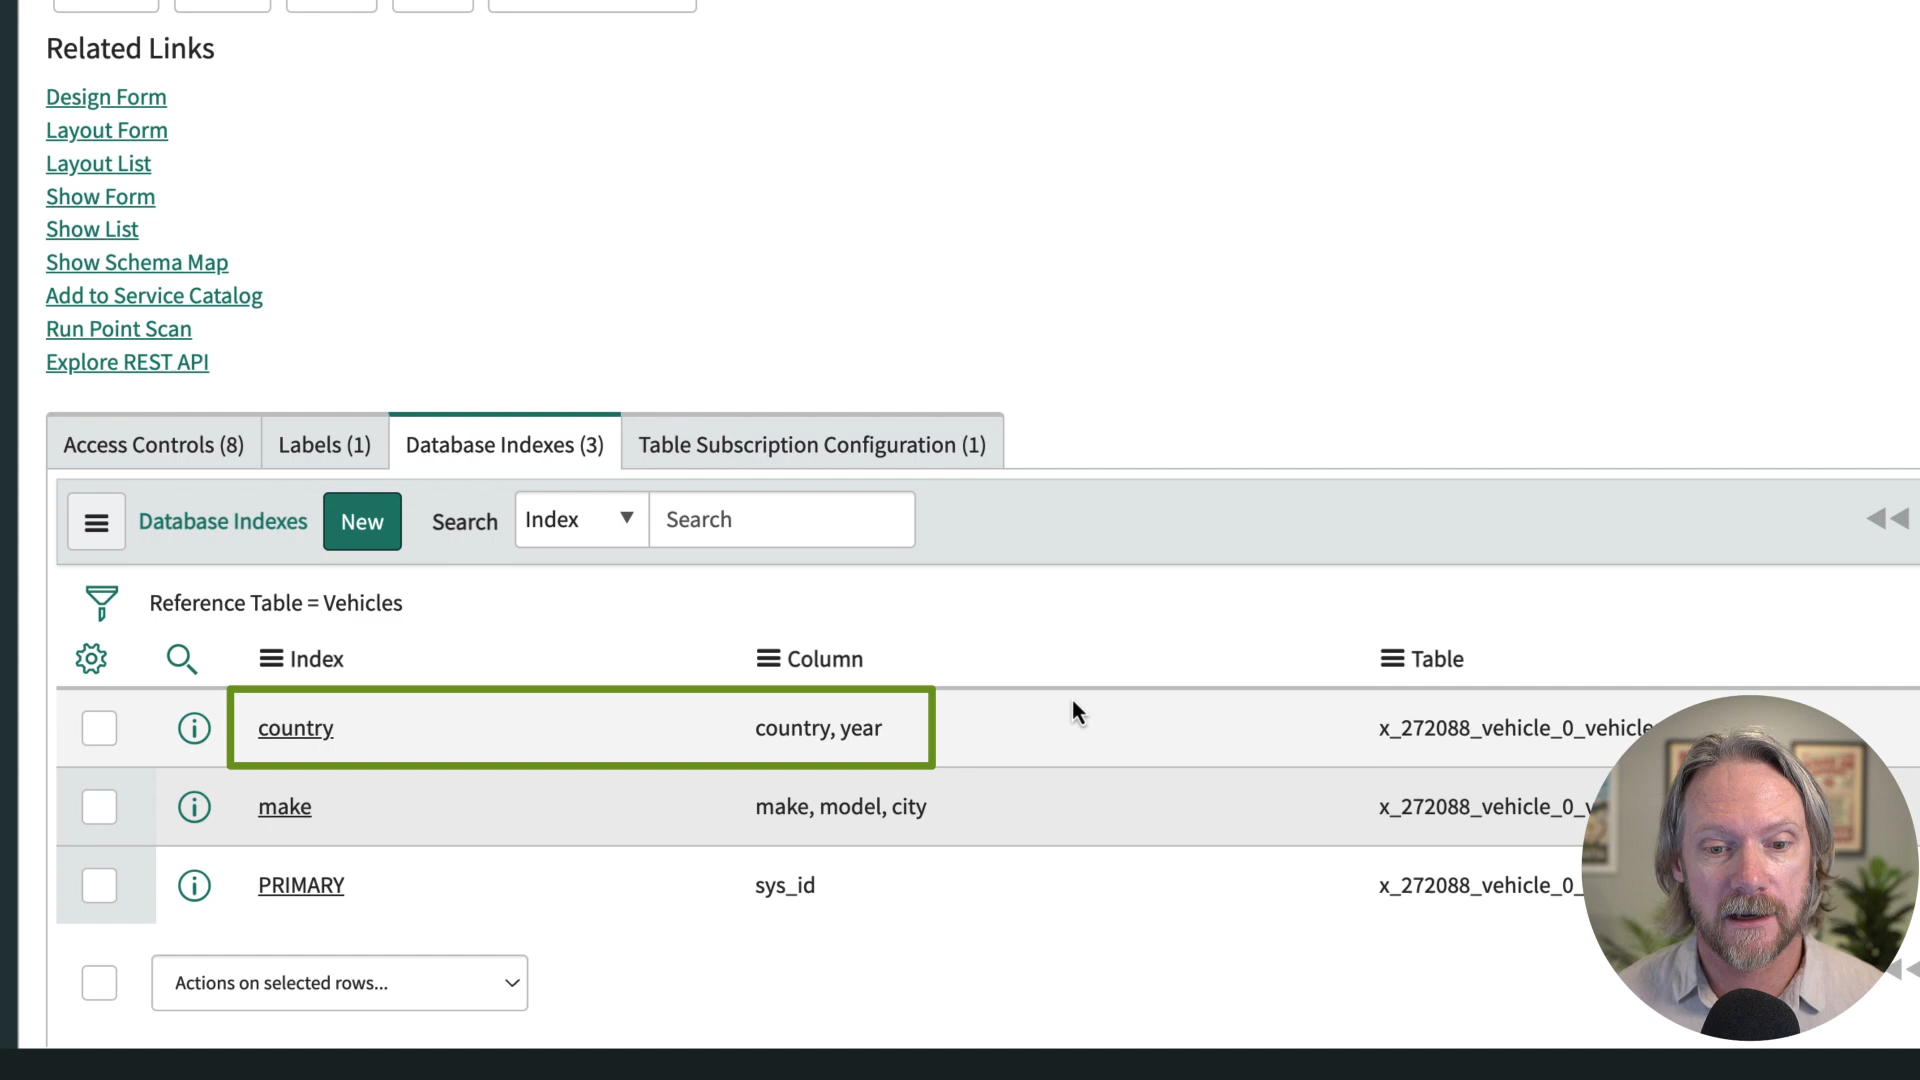 Related Links
Design Form
Layout Form
Layout List
Show Form
Show List
Show Schema Map
Add to Service Catalog
Run Point Scan
Explore REST API
Access Controls (8) Labels (1) Database Indexes (3) Table Subscription Configuration (1)
Database Indexes New Search Index Search
Reference Table = Vehicles
Index Column Table
country country, year x_272088_vehicle_0_vehicle
make make, model, city x_272088_vehicle_0_v
PRIMARY sys_id x_272088_vehicle_0_
Actions on selected rows...